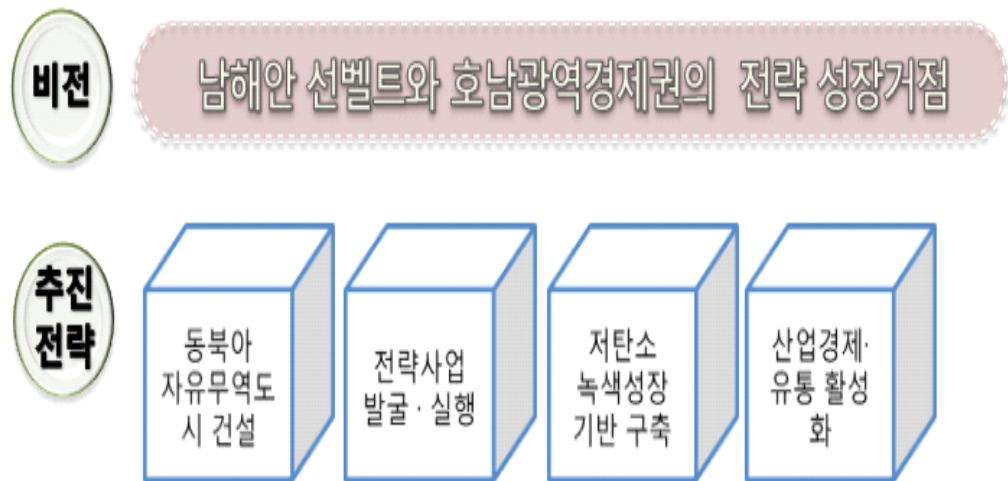 비전
남해안 선벨트와 호남광역경제권의 전략 성장거점
추진
전략
동북아
자유무역도
시 건설
전략사업
발굴 · 실행
저탄소
녹색성장
기반 구축
산업경제·
유통 활성
화